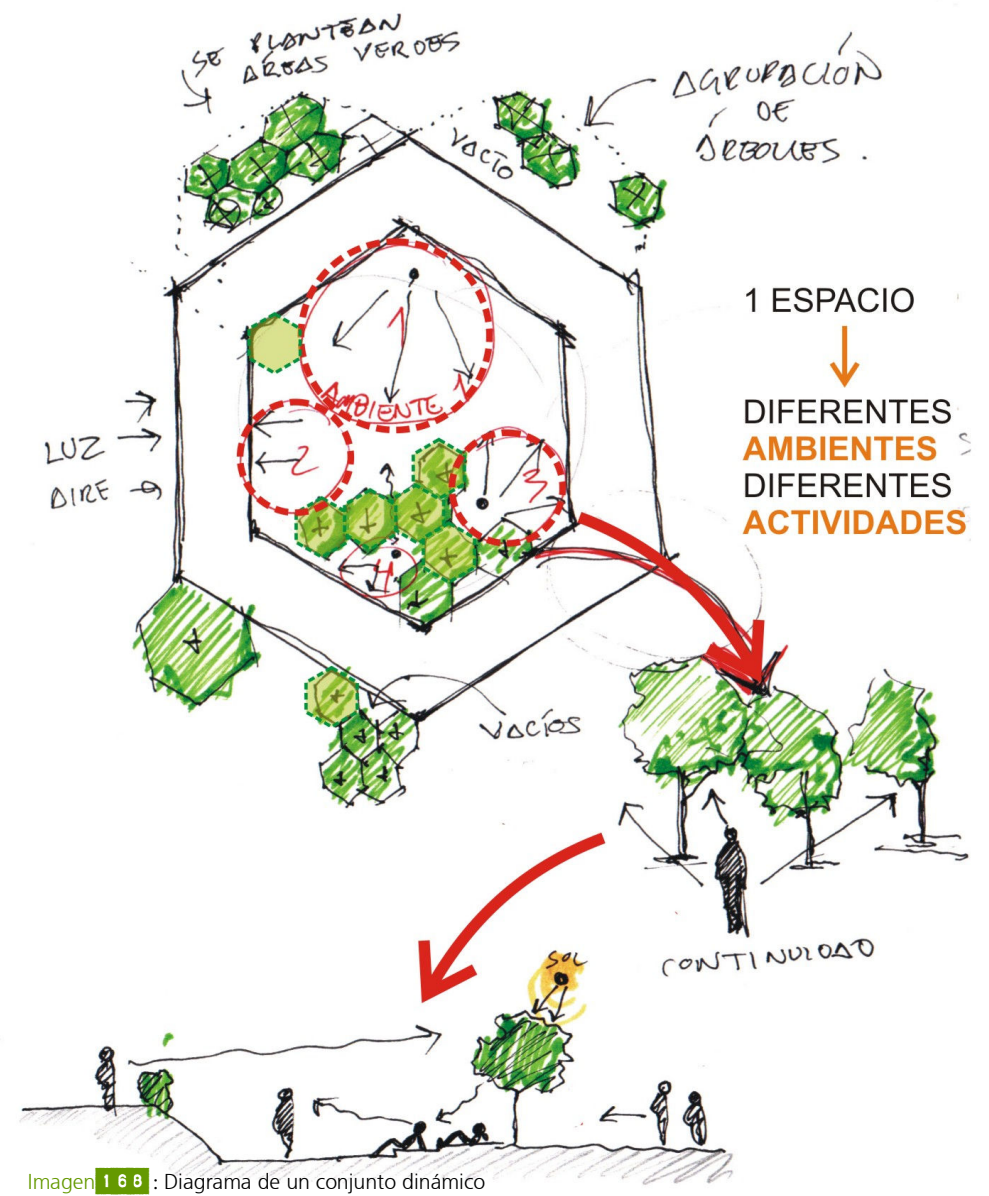 SE PLANTEAN
ÁREAS VERDES
AGRUPACIÓN
DE
ÁRBOLES.
VACÍO
1 ESPACIO
DIFERENTES
AMBIENTES
DIFERENTES
ACTIVIDADES
1
AMBIENTE 1
LUZ
AIRE
2
3
4
VACÍOS
CONTINUIDAD
SOL
Imagen 168 : Diagrama de un conjunto dinámico